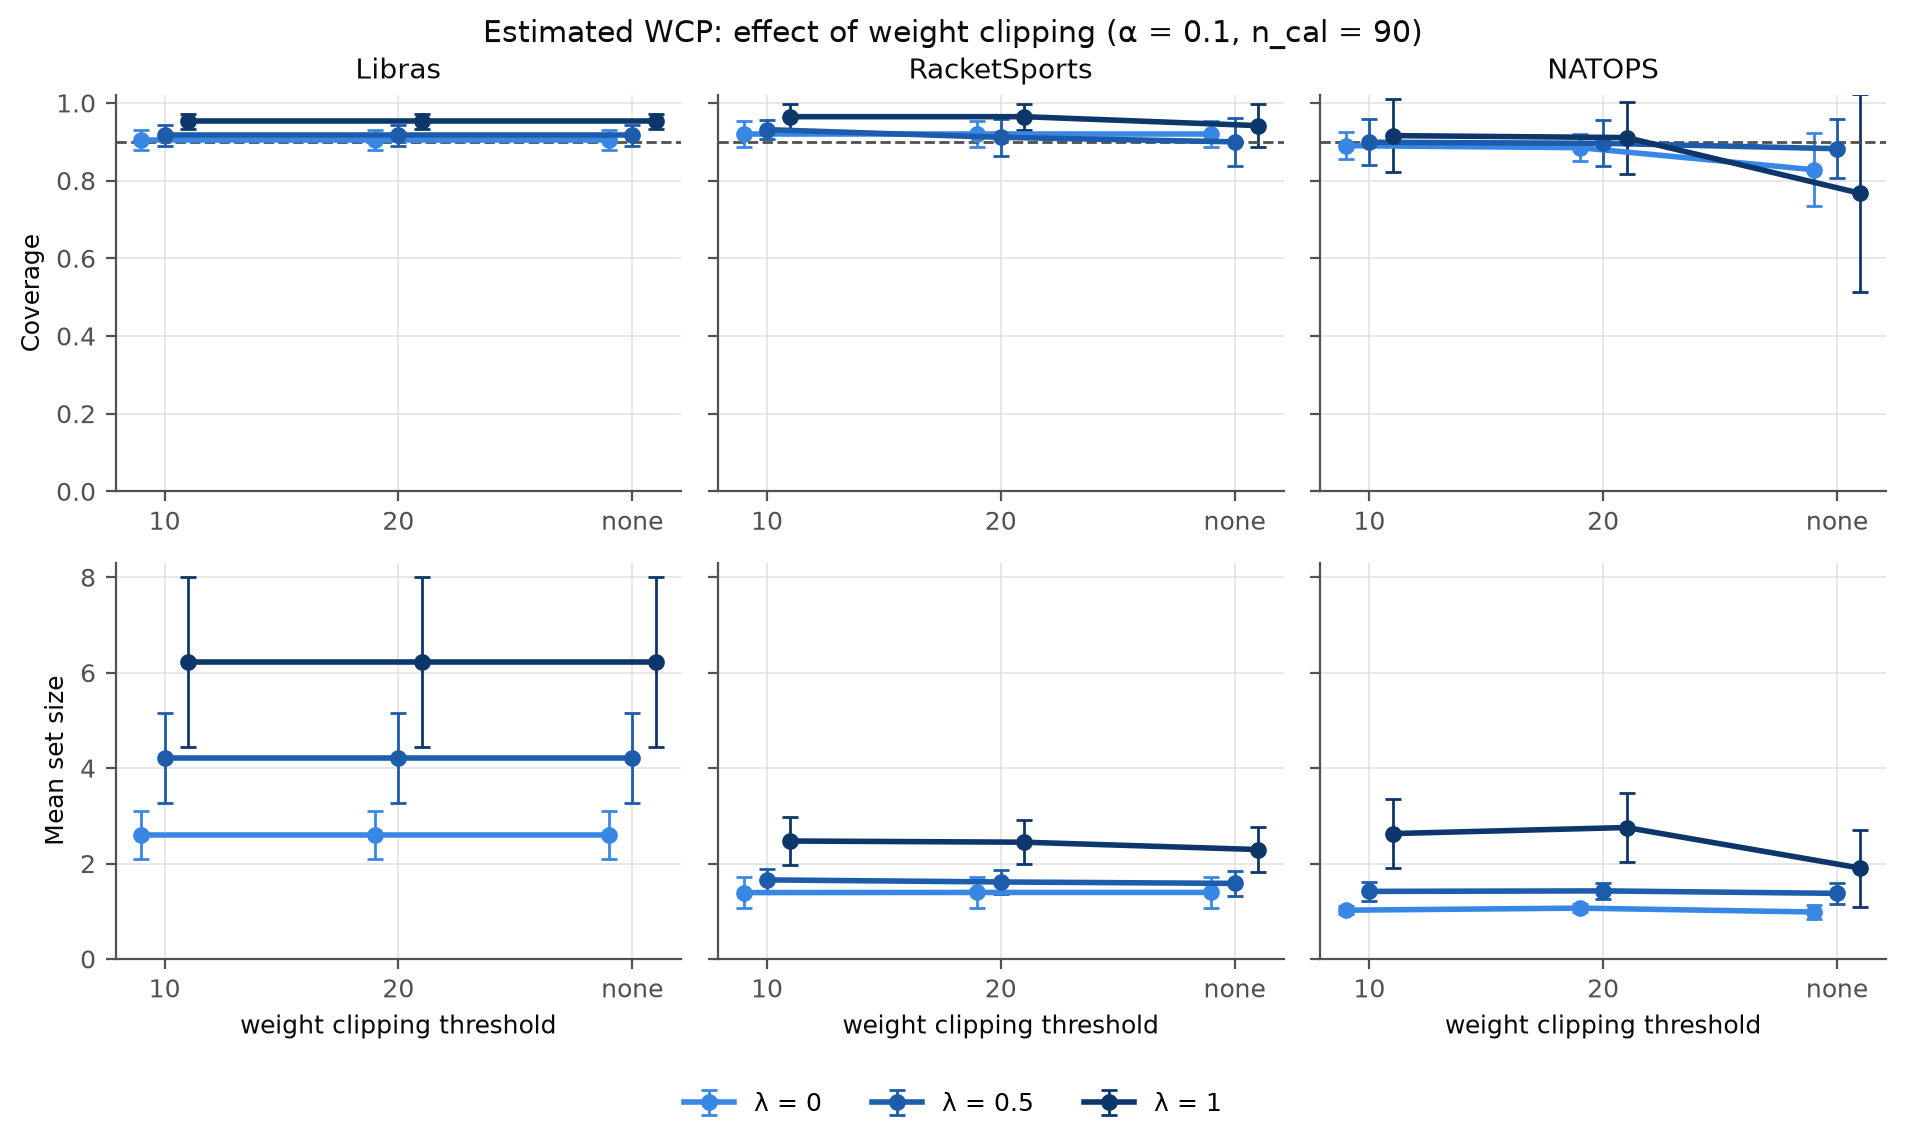 Estimated WCP: effect of weight clipping (α = 0.1, n_cal = 90)
Libras
RacketSports
NATOPS
Coverage
1.0
0.8
0.6
0.4
0.2
0.0
10 20 none
10 20 none
10 20 none
Mean set size
8
6
4
2
0
10 20 none
10 20 none
10 20 none
weight clipping threshold
weight clipping threshold
weight clipping threshold
λ = 0
λ = 0.5
λ = 1